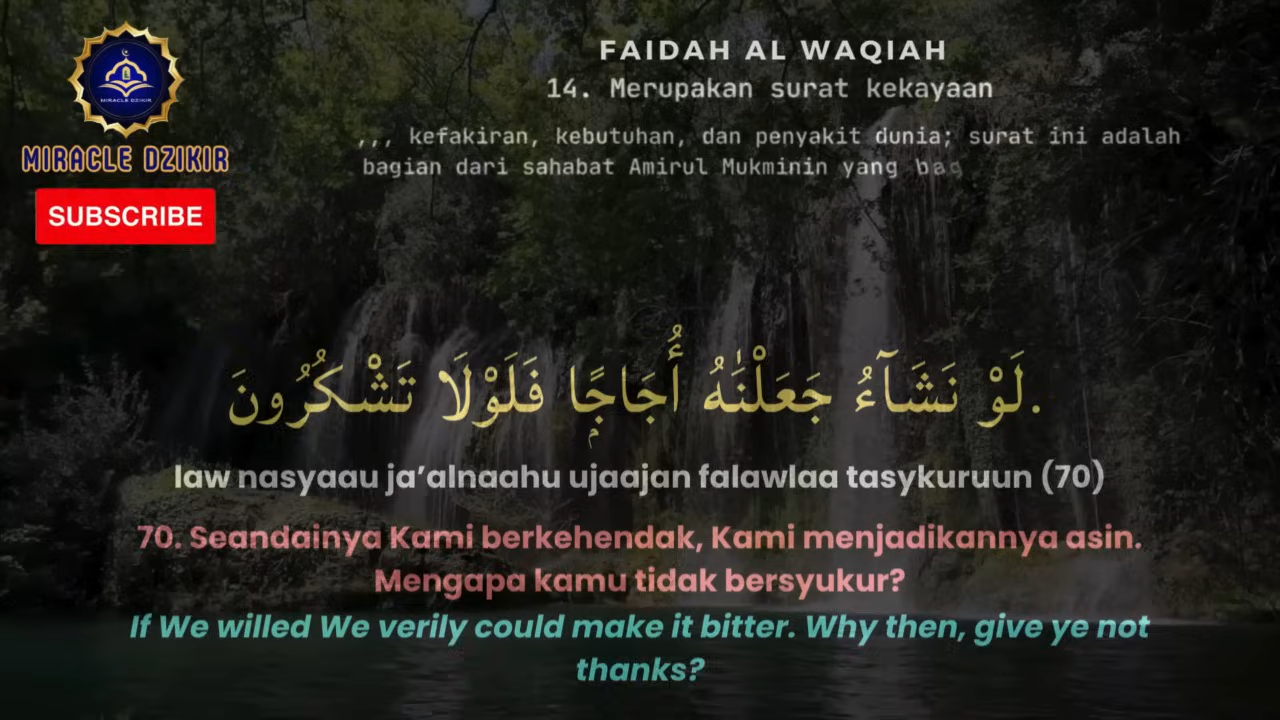 FAIDAH AL WAQIAH
14. Merupakan surat kekayaan
,,, kefakiran, kebutuhan, dan penyakit dunia; surat ini adalah
bagian dari sahabat Amirul Mukminin yang bag
MIRACLE DZIKIR
MIRACLE DZIKIR
SUBSCRIBE
لَوْ نَشَآءُ جَعَلْنَٰهُ أُجَاجًۭا فَلَوْلَا تَشْكُرُونَ.
law nasyaau ja’alnaahu ujaajan falawlaa tasykuruun (70)
70. Seandainya Kami berkehendak, Kami menjadikannya asin.
Mengapa kamu tidak bersyukur?
If We willed We verily could make it bitter. Why then, give ye not
thanks?